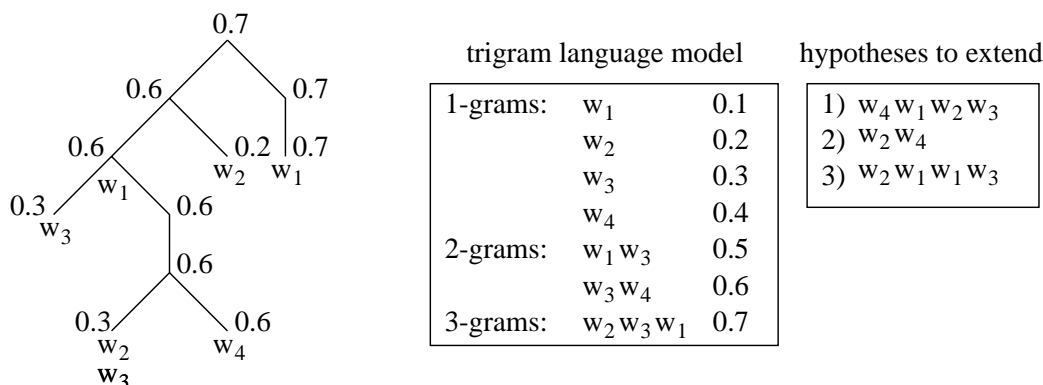 0.7
0.6 0.7
0.6 0.2 0.7
w1 w2 w1
0.3 0.6
w3
0.6
0.3 0.6
w2 w4
w3
trigram language model
1-grams: w1 0.1
w2 0.2
w3 0.3
w4 0.4
2-grams: w1 w3 0.5
w3 w4 0.6
3-grams: w2 w3 w1 0.7
hypotheses to extend
1) w4 w1 w2 w3
2) w2 w4
3) w2 w1 w1 w3